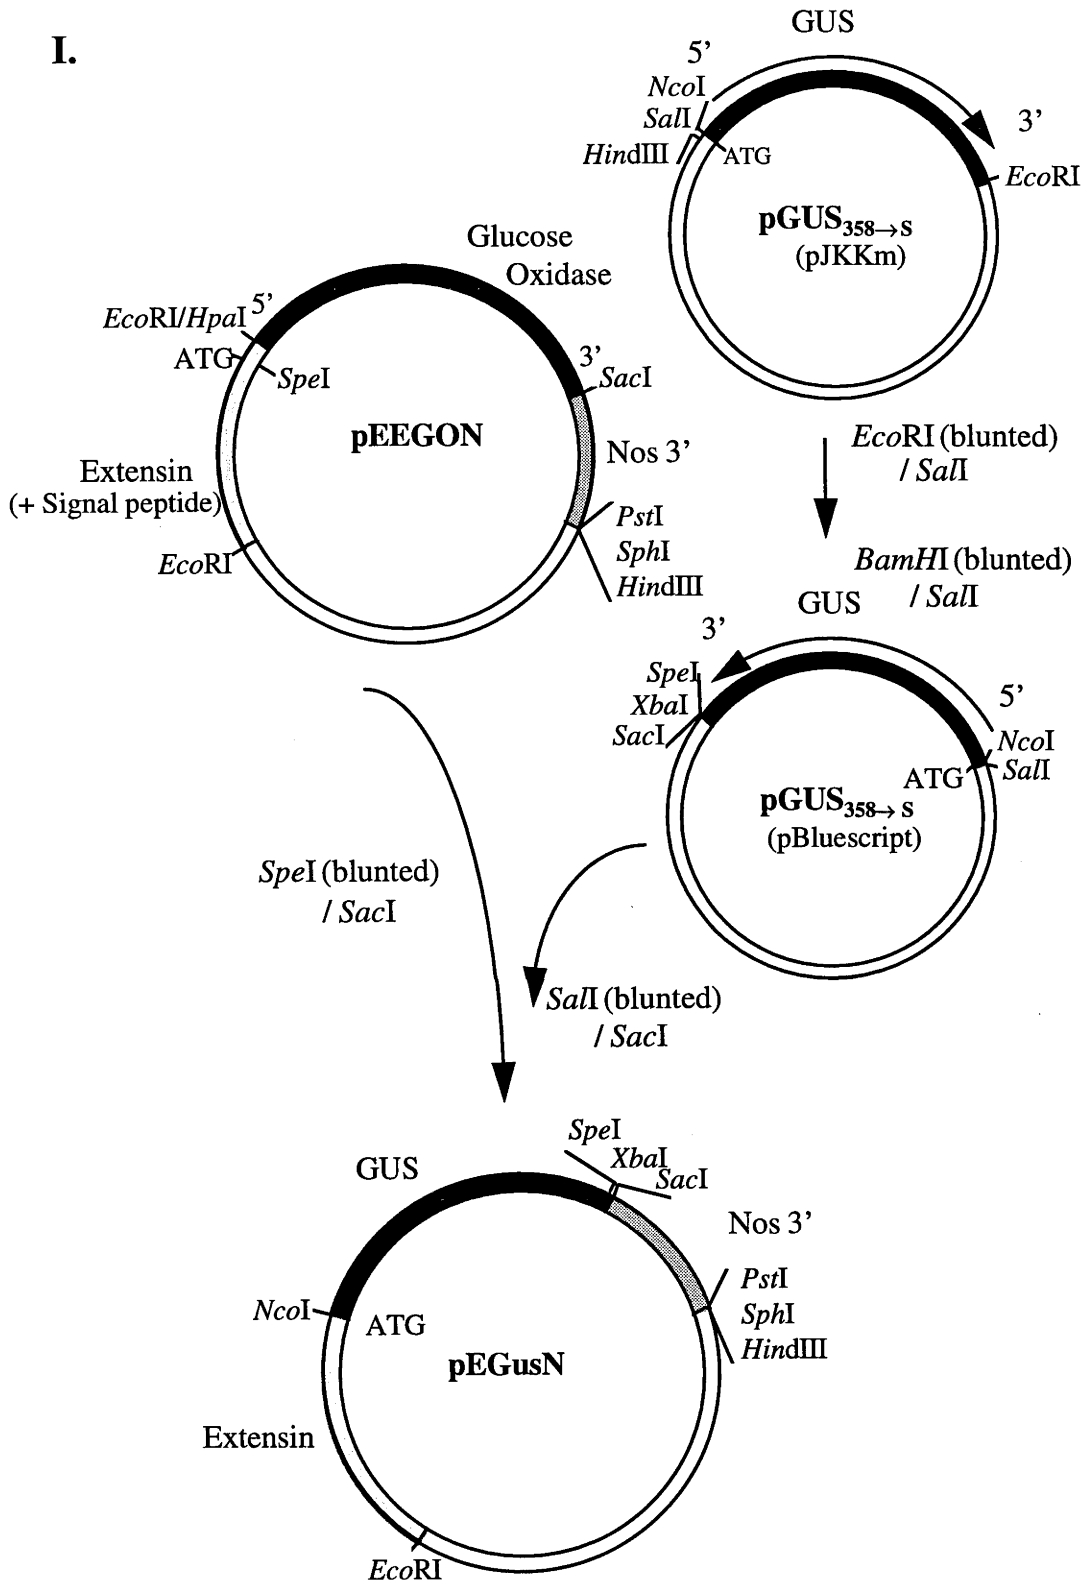 I.
GUS
5’
NcoI
SalI
HindIII
ATG
3’
EcoRI
pGUS358→S
(pJKKm)
Glucose
Oxidase
5’
EcoRI/HpaI
ATG
SpeI
3’
SacI
pEEGON
Nos 3’
Extensin
(+ Signal peptide)
EcoRI
PstI
SphI
HindIII
EcoRI (blunted)
/ SalI
BamHI (blunted)
/ SalI
GUS
3’
SpeI
XbaI
SacI
5’
NcoI
SalI
ATG
pGUS358→S
(pBluescript)
SpeI (blunted)
/ SacI
SalI (blunted)
/ SacI
SpeI
XbaI
SacI
GUS
Nos 3’
PstI
SphI
HindIII
NcoI
ATG
pEGusN
Extensin
EcoRI